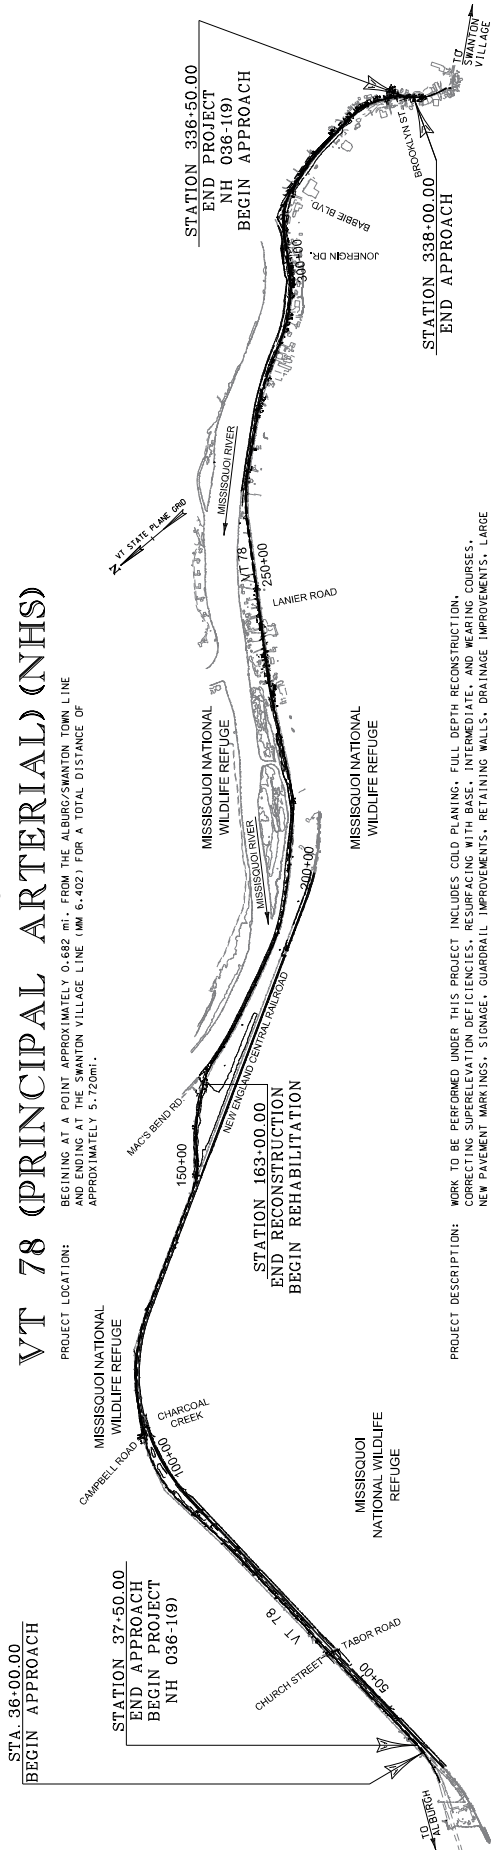 VT 78 (PRINCIPAL ARTERIAL) (NHS)
PROJECT LOCATION: BEGINING AT A POINT APPROXIMATELY 0.682 mi. FROM THE ALBURG/SWANTON TOWN LINE
AND ENDING AT THE SWANTON VILLAGE LINE (MM 6.402) FOR A TOTAL DISTANCE OF
APPROXIMATELY 5.720mi.
STA. 36+00.00
BEGIN APPROACH
STATION 37+50.00
END APPROACH
BEGIN PROJECT
NH 036-1(9)
TO
ALBURGH
50+00
TABOR ROAD
CHURCH STREET
VT 78
100+00
CAMPBELL ROAD
CHARCOAL
CREEK
MISSISQUOI NATIONAL
WILDLIFE REFUGE
MISSISQUOI
NATIONAL WILDLIFE
REFUGE
150+00
MAC'S BEND RD.
STATION 163+00.00
END RECONSTRUCTION
BEGIN REHABILITATION
NEW ENGLAND CENTRAL RAILROAD
200+00
MISSISQUOI RIVER
MISSISQUOI NATIONAL
WILDLIFE REFUGE
MISSISQUOI NATIONAL
WILDLIFE REFUGE
VT 78
250+00
LANIER ROAD
N
VT STATE PLANE GRID
MISSISQUOI RIVER
300+00
JONERGIN DR.
BABBIE BLVD.
STATION 336+50.00
END PROJECT
NH 036-1(9)
BEGIN APPROACH
BROOKLYN ST
STATION 338+00.00
END APPROACH
TO
SWANTON
VILLAGE
PROJECT DESCRIPTION: WORK TO BE PERFORMED UNDER THIS PROJECT INCLUDES COLD PLANING, FULL DEPTH RECONSTRUCTION,
CORRECTING SUPERELEVATION DEFICIENCIES, RESURFACING WITH BASE, INTERMEDIATE, AND WEARING COURSES,
NEW PAVEMENT MARKINGS, SIGNAGE, GUARDRAIL IMPROVEMENTS, RETAINING WALLS, DRAINAGE IMPROVEMENTS, LARGE